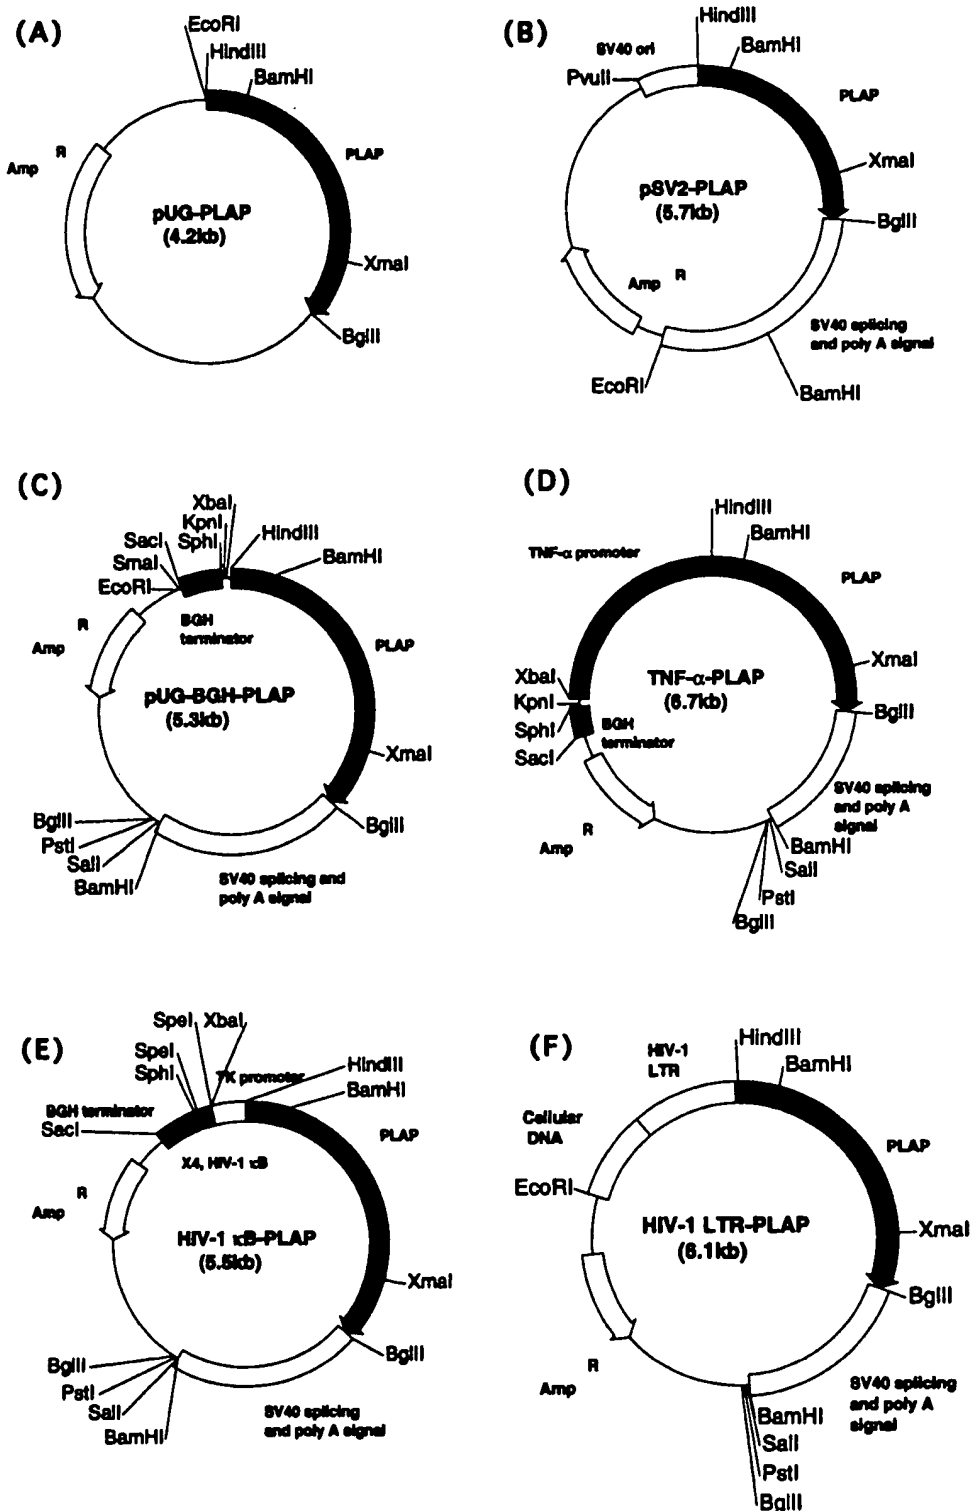 (A)
EcoRI
HindIII
BamHI
PLAP
R
Amp
pUG-PLAP
(4.2kb)
XmaI
BglII
(B)
HindIII
SV40 ori
BamHI
PvuII
PLAP
XmaI
pSV2-PLAP
(5.7kb)
BglII
Amp R
SV40 splicing
and poly A signal
EcoRI
BamHI
(C)
XbaI
KpnI
HindIII
SacI
SphI
BamHI
SmaI
EcoRI
BGH
terminator
R
Amp
PLAP
pUG-BGH-PLAP
(5.3kb)
XmaI
BglII
BglII
PstI
SalI
BamHI
SV40 splicing and
poly A signal
(D)
HindIII
BamHI
TNF-α promoter
PLAP
XmaI
XbaI
TNF-α-PLAP
(6.7kb)
KpnI
BglII
SphI
BGH
terminator
SacI
SV40 splicing
and poly A
signal
R
Amp
BamHI
SalI
PstI
BglII
(E)
SpeI
XbaI
SpeI
HindIII
SphI
TK promoter
BamHI
BGH terminator
SacI
PLAP
X4, HIV-1 κB
R
Amp
HIV-1 κB-PLAP
(5.5kb)
XmaI
BglII
BglII
PstI
SalI
BamHI
SV40 splicing
and poly A signal
(F)
HindIII
HIV-1
LTR
BamHI
Cellular
DNA
PLAP
EcoRI
HIV-1 LTR-PLAP
(6.1kb)
XmaI
BglII
R
Amp
SV40 splicing
and poly A
signal
BamHI
SalI
PstI
BglII